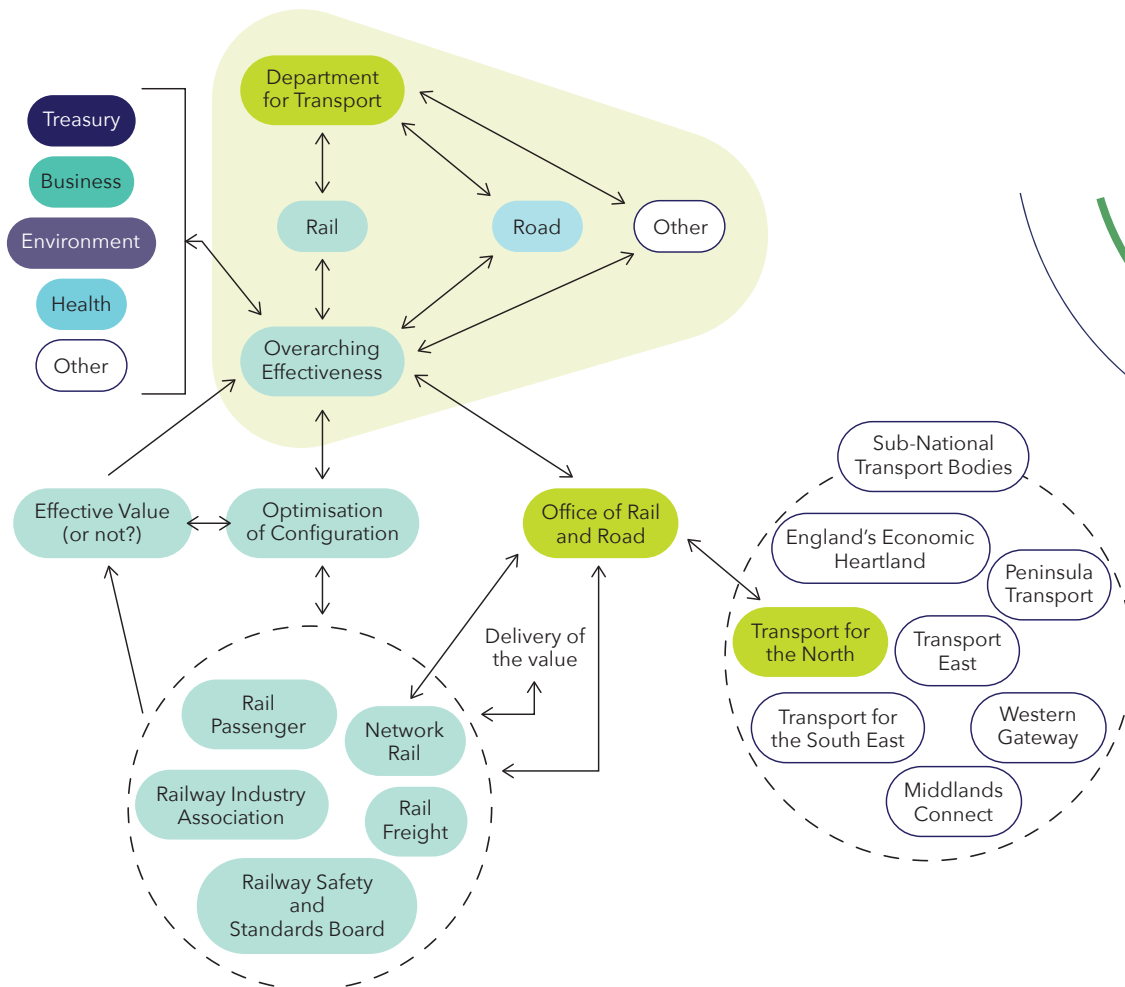 Department
for Transport
Treasury
Business
Environment
Health
Other
Rail
Road
Other
Overarching
Effectiveness
Effective Value
(or not?)
Optimisation
of Configuration
Office of Rail
and Road
Sub-National
Transport Bodies
England's Economic
Heartland
Peninsula
Transport
Transport for
the North
Transport
East
Transport for
the South East
Western
Gateway
Middlands
Connect
Delivery of
the value
Rail
Passenger
Network
Rail
Railway Industry
Association
Rail
Freight
Railway Safety
and
Standards Board